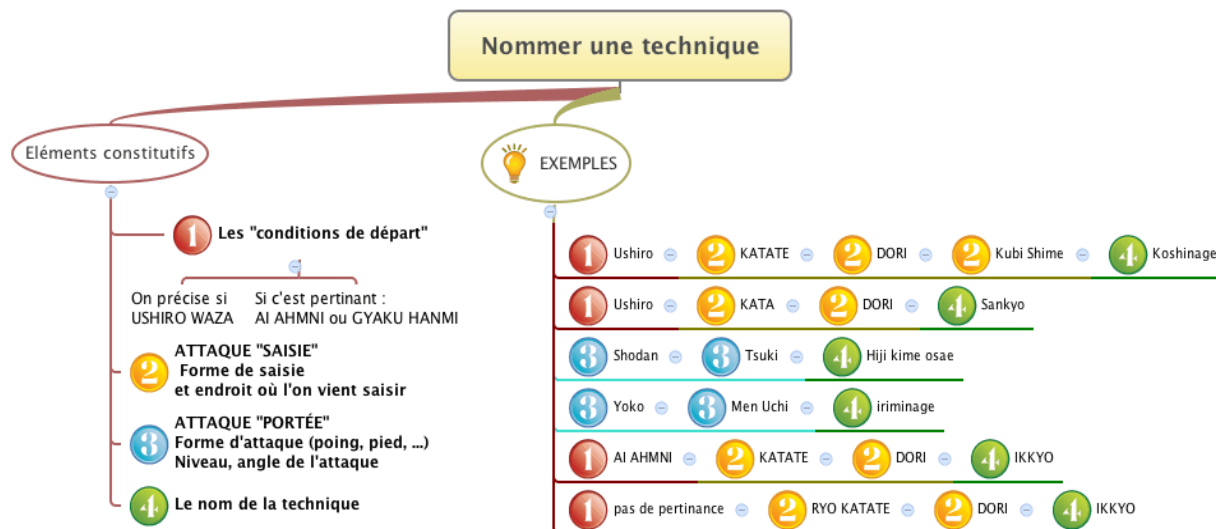 Nommer une technique
Eléments constitutifs
EXEMPLES
1 Les "conditions de départ"
On précise si
USHIRO WAZA
Si c'est pertinant :
AI AHMNI ou GYAKU HANMI
2 ATTAQUE "SAISIE"
Forme de saisie
et endroit où l'on vient saisir
3 ATTAQUE "PORTÉE"
Forme d'attaque (poing, pied, ...)
Niveau, angle de l'attaque
4 Le nom de la technique
1 Ushiro 2 KATATE 2 DORI 2 Kubi Shime 4 Koshinage
1 Ushiro 2 KATA 2 DORI 4 Sankyo
3 Shodan 3 Tsuki 4 Hiji kime osae
3 Yoko 3 Men Uchi 4 iriminage
1 AI AHMNI 2 KATATE 2 DORI 4 IKKYO
1 pas de pertinance 2 RYO KATATE 2 DORI 4 IKKYO